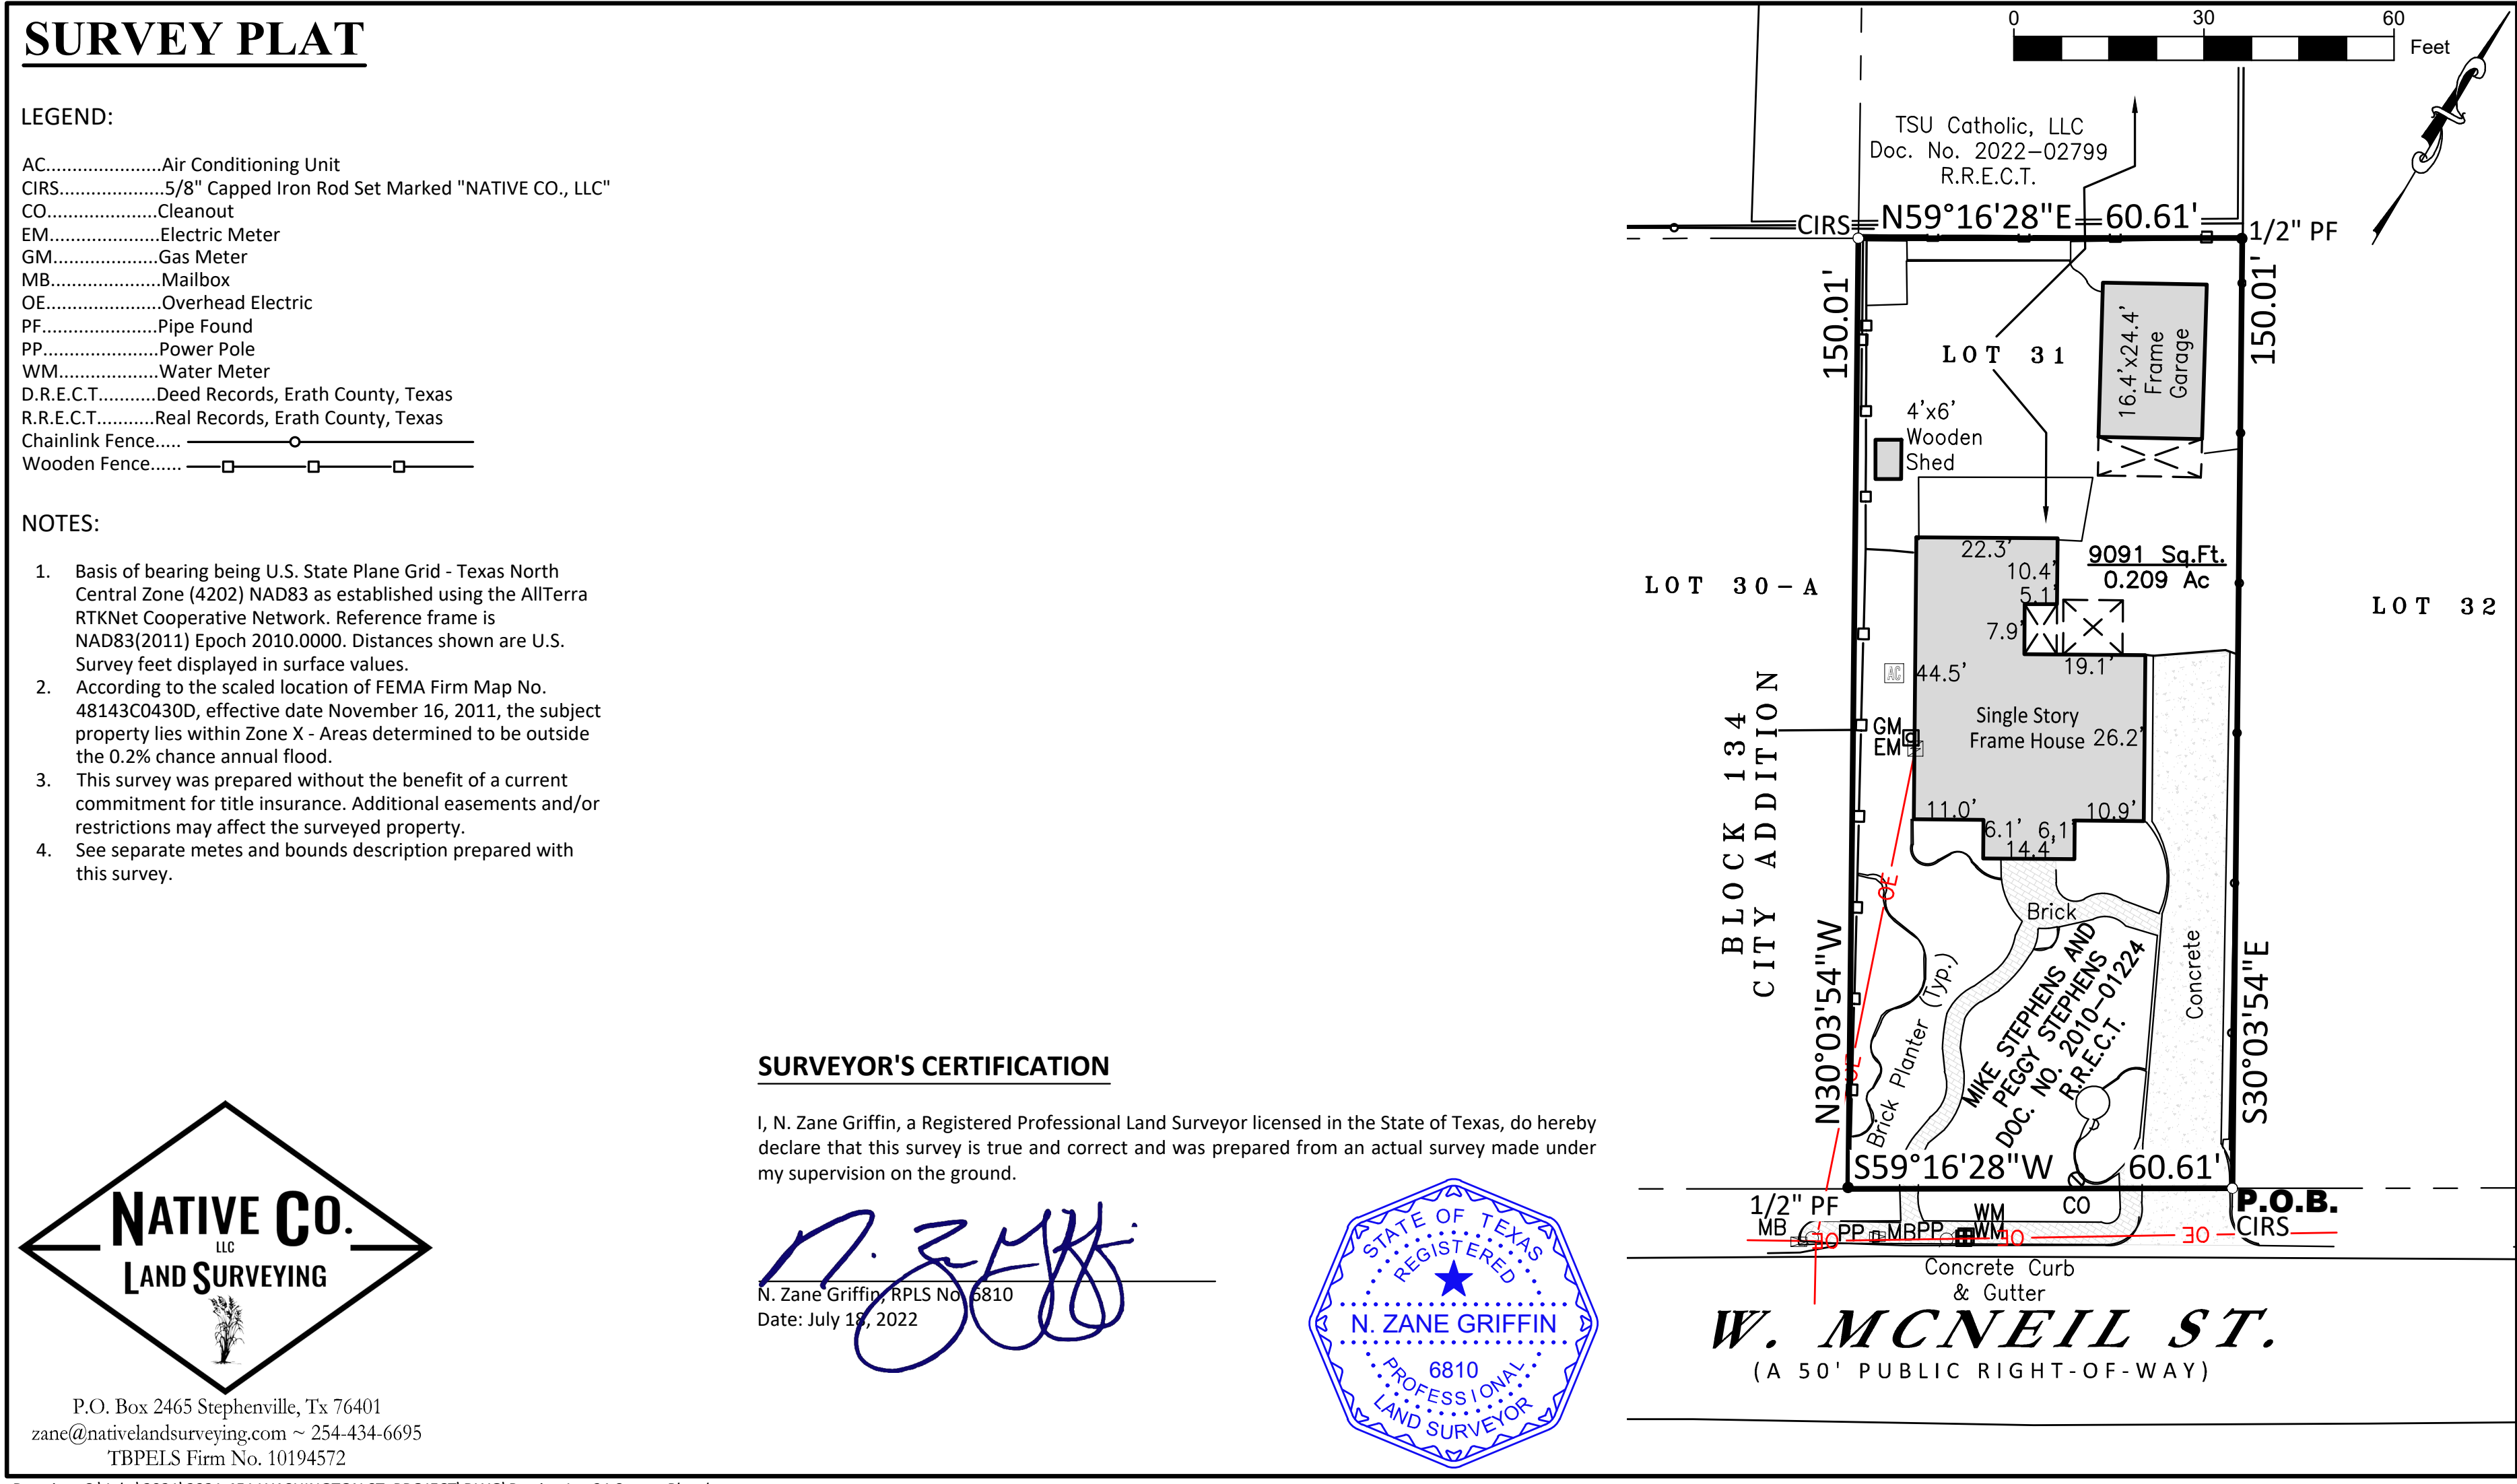 SURVEY PLAT
LEGEND:
AC......................Air Conditioning Unit
CIRS....................5/8" Capped Iron Rod Set Marked "NATIVE CO., LLC"
CO.....................Cleanout
EM.....................Electric Meter
GM.....................Gas Meter
MB.....................Mailbox
OE.....................Overhead Electric
PF......................Pipe Found
PP......................Power Pole
WM...................Water Meter
D.R.E.C.T...........Deed Records, Erath County, Texas
R.R.E.C.T...........Real Records, Erath County, Texas
Chainlink Fence.....
Wooden Fence......
NOTES:
1. Basis of bearing being U.S. State Plane Grid - Texas North
Central Zone (4202) NAD83 as established using the AllTerra
RTKNet Cooperative Network. Reference frame is
NAD83(2011) Epoch 2010.0000. Distances shown are U.S.
Survey feet displayed in surface values.
2. According to the scaled location of FEMA Firm Map No.
48143C0430D, effective date November 16, 2011, the subject
property lies within Zone X - Areas determined to be outside
the 0.2% chance annual flood.
3. This survey was prepared without the benefit of a current
commitment for title insurance. Additional easements and/or
restrictions may affect the surveyed property.
4. See separate metes and bounds description prepared with
this survey.
NATIVE CO.
LLC
LAND SURVEYING
P.O. Box 2465 Stephenville, Tx 76401
zane@nativelandsurveying.com ~ 254-434-6695
TBPELS Firm No. 10194572
SURVEYOR'S CERTIFICATION
I, N. Zane Griffin, a Registered Professional Land Surveyor licensed in the State of Texas, do hereby
declare that this survey is true and correct and was prepared from an actual survey made under
my supervision on the ground.
N. Zane Griffin, RPLS No. 6810
Date: July 18, 2022
STATE OF TEXAS
REGISTERED
N. ZANE GRIFFIN
6810
PROFESSIONAL
LAND SURVEYOR
0 30 60
Feet
TSU Catholic, LLC
Doc. No. 2022-02799
R.R.E.C.T.
CIRS
N59°16'28"E 60.61'
1/2" PF
150.01'
150.01'
16.4'x24.4'
Frame
Garage
LOT 31
4'x6'
Wooden
Shed
22.3'
10.4'
5.1'
7.9'
9091 Sq.Ft.
0.209 Ac
LOT 30-A
LOT 32
19.1'
AC
44.5'
Single Story
Frame House
26.2'
GM
EM
BLOCK 134
CITY ADDITION
11.0'
10.9'
6.1' 6.1'
14.4'
OE
Brick
Concrete
Brick Planter (Typ.)
MIKE STEPHENS AND
PEGGY STEPHENS
DOC. NO. 2010-01224
R.R.E.C.T.
N30°03'54"W
OE
S30°03'54"E
S59°16'28"W 60.61'
1/2" PF
P.O.B.
CIRS
MB
PP
MB
PP
WM
WM
CO
OE
OE
OE
Concrete Curb
& Gutter
W. MCNEIL ST.
(A 50' PUBLIC RIGHT-OF-WAY)